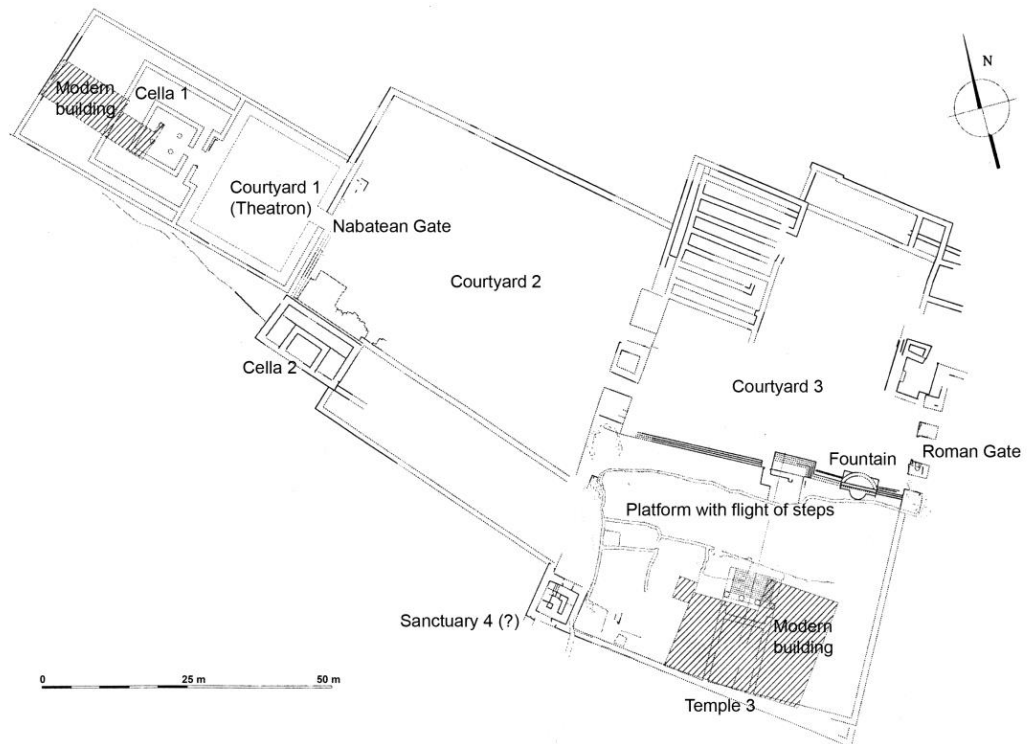 N
Modern
building
Cella 1
Courtyard 1
(Theatron)
Nabatean Gate
Courtyard 2
Cella 2
Courtyard 3
Fountain
Roman Gate
Platform with flight of steps
Sanctuary 4 (?)
Modern
building
Temple 3
0 25 m 50 m